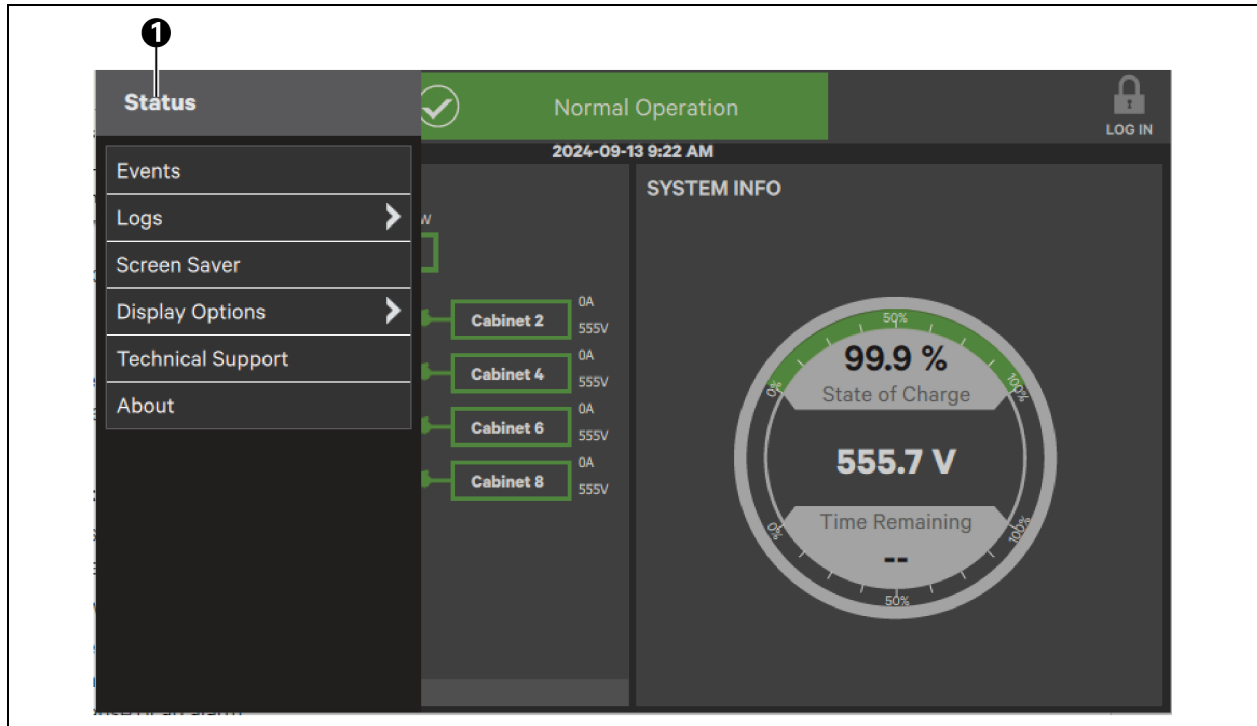 1
Status
Normal Operation
LOG IN
2024-09-13 9:22 AM
Events
Logs
Screen Saver
Display Options
Technical Support
About
W
Cabinet 2
0A
555V
Cabinet 4
0A
555V
Cabinet 6
0A
555V
Cabinet 8
0A
555V
SYSTEM INFO
0%
50%
100%
99.9 %
State of Charge
555.7 V
Time Remaining
--
0%
50%
100%